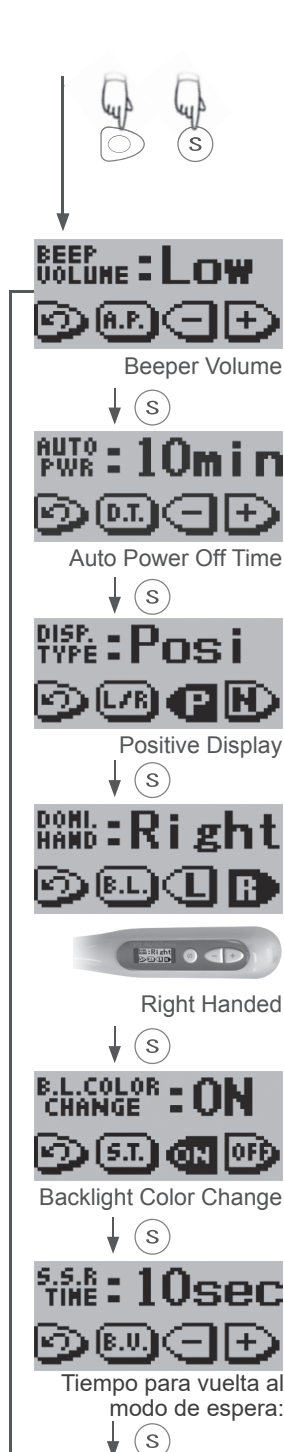 S
BEEP
VOLUME : Low
A.P. - +
Beeper Volume
S
AUTO
PWR : 10min
D.T. - +
Auto Power Off Time
S
DISP.
TYPE : Posi
L/R P N
Positive Display
S
DOMI.
HAND : Right
B.L. L R
:Right
Right Handed
S
B.L.COLOR
CHANGE : ON
S.T. ON OFF
Backlight Color Change
S
S.S.R
TIME : 10sec
B.V. - +
Tiempo para vuelta al
modo de espera:
S